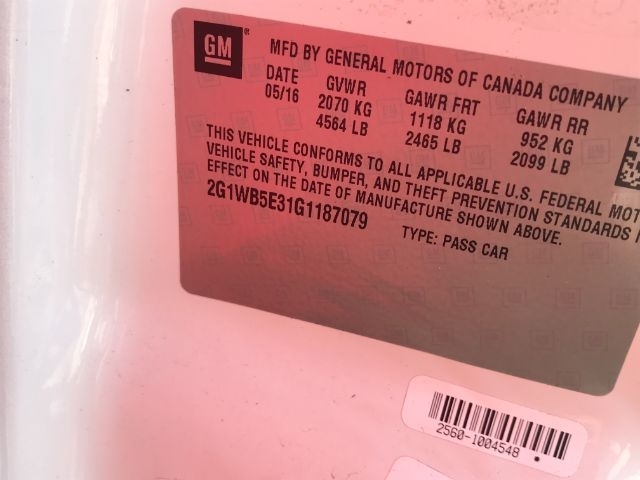 GM
MFD BY GENERAL MOTORS OF CANADA COMPANY
DATE GVWR GAWR FRT GAWR RR
05/16 2070 KG 1118 KG 952 KG
4564 LB 2465 LB 2099 LB
THIS VEHICLE CONFORMS TO ALL APPLICABLE U.S. FEDERAL MOT
VEHICLE SAFETY, BUMPER, AND THEFT PREVENTION STANDARDS
EFFECT ON THE DATE OF MANUFACTURE SHOWN ABOVE.
2G1WB5E31G1187079 TYPE: PASS CAR
2560-1004548